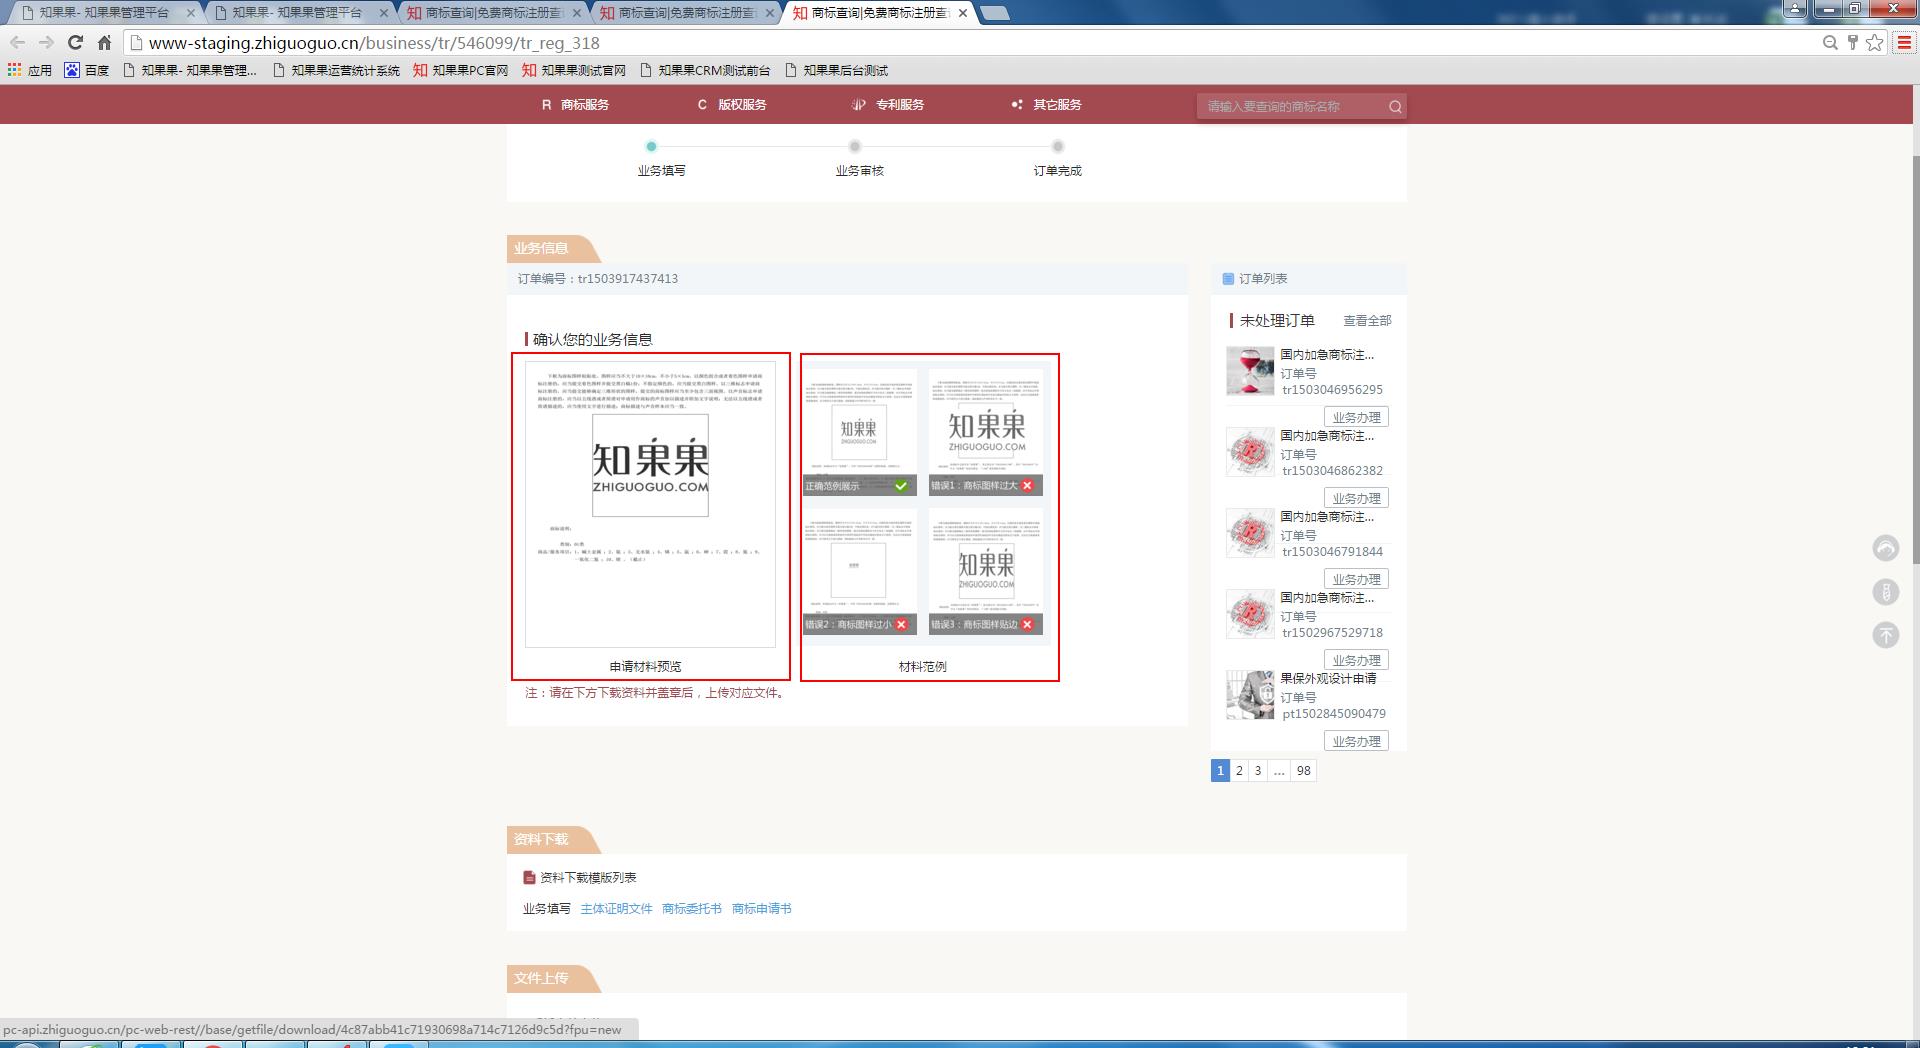 知果果- 知果果管理平台
知果果- 知果果管理平台
商标查询|免费商标注册查
商标查询|免费商标注册查
商标查询|免费商标注册查
www-staging.zhiguoguo.cn/business/tr/546099/tr_reg_318
应用
百度
知果果- 知果果管理...
知果果运营统计系统
知果果PC官网
知果果测试官网
知果果CRM测试前台
知果果后台测试
R 商标服务
C 版权服务
专利服务
其它服务
请输入要查询的商标名称
业务填写
业务审核
订单完成
业务信息
订单编号：tr1503917437413
确认您的业务信息
知果果
ZHIGUOGUO.COM
申请材料预览
知果果
ZHIGUOGUO.COM
正确范例展示
知果果
ZHIGUOGUO.COM
错误1：商标图样过大
错误2：商标图样过小
知果果
ZHIGUOGUO.COM
错误3：商标图样贴边
材料范例
注：请在下方下载资料并盖章后，上传对应文件。
订单列表
未处理订单
查看全部
国内加急商标注...
订单号
tr1503046956295
业务办理
国内加急商标注...
订单号
tr1503046862382
业务办理
国内加急商标注...
订单号
tr1503046791844
业务办理
国内加急商标注...
订单号
tr1502967529718
业务办理
果保外观设计申请
订单号
pt1502845090479
业务办理
1 2 3 ... 98
资料下载
资料下载模版列表
业务填写 主体证明文件 商标委托书 商标申请书
文件上传
pc-api.zhiguoguo.cn/pc-web-rest//base/getfile/download/4c87abb41c71930698a714c7126d9c5d?fpu=new